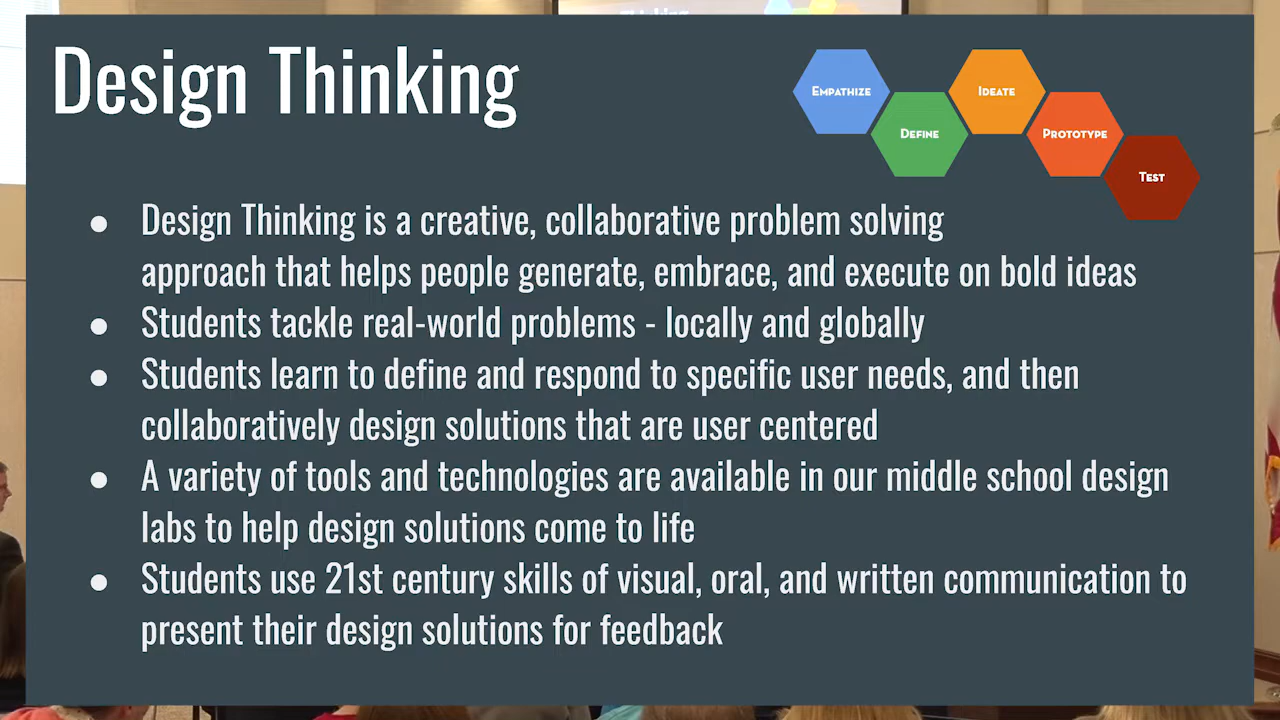 Design Thinking
EMPATHIZE
DEFINE
IDEATE
PROTOTYPE
TEST
● Design Thinking is a creative, collaborative problem solving
approach that helps people generate, embrace, and execute on bold ideas
● Students tackle real-world problems - locally and globally
● Students learn to define and respond to specific user needs, and then
collaboratively design solutions that are user centered
● A variety of tools and technologies are available in our middle school design
labs to help design solutions come to life
● Students use 21st century skills of visual, oral, and written communication to
present their design solutions for feedback